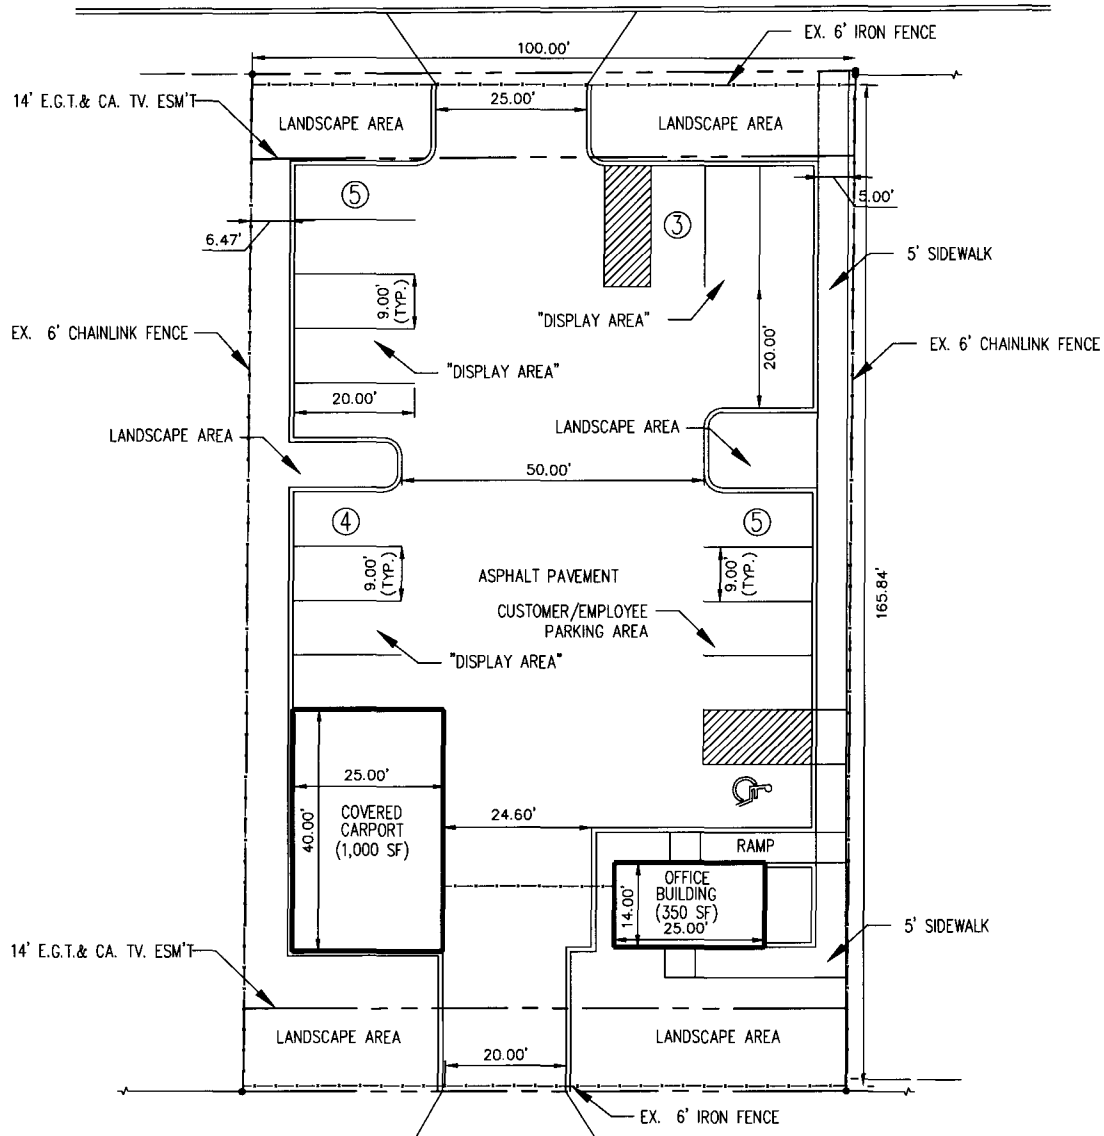 EX. 6' IRON FENCE
100.00'
14' E.G.T.& CA. TV. ESM'T
25.00'
LANDSCAPE AREA
LANDSCAPE AREA
5
3
5.00'
6.47'
5' SIDEWALK
9.00'
(TYP.)
"DISPLAY AREA"
20.00'
EX. 6' CHAINLINK FENCE
EX. 6' CHAINLINK FENCE
"DISPLAY AREA"
20.00'
LANDSCAPE AREA
LANDSCAPE AREA
50.00'
4
5
9.00'
(TYP.)
ASPHALT PAVEMENT
9.00'
(TYP.)
165.84'
CUSTOMER/EMPLOYEE
PARKING AREA
"DISPLAY AREA"
25.00'
40.00'
COVERED
CARPORT
(1,000 SF)
24.60'
RAMP
14.00'
OFFICE
BUILDING
(350 SF)
25.00'
5' SIDEWALK
14' E.G.T.& CA. TV. ESM'T
LANDSCAPE AREA
LANDSCAPE AREA
20.00'
EX. 6' IRON FENCE